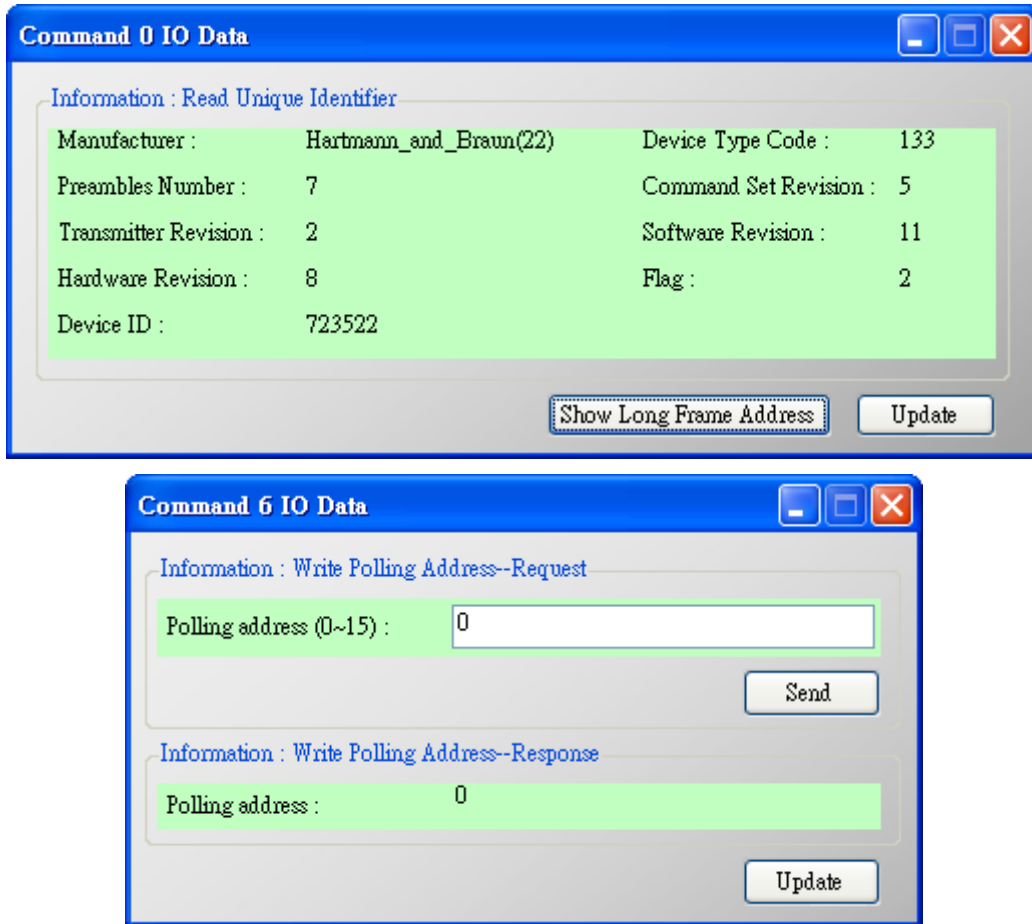 Command 0 IO Data
Information : Read Unique Identifier
Manufacturer : Hartmann_and_Braun(22) Device Type Code : 133
Preambles Number : 7 Command Set Revision : 5
Transmitter Revision : 2 Software Revision : 11
Hardware Revision : 8 Flag : 2
Device ID : 723522
Show Long Frame Address Update
Command 6 IO Data
Information : Write Polling Address--Request
Polling address (0~15) : 0
Send
Information : Write Polling Address--Response
Polling address : 0
Update